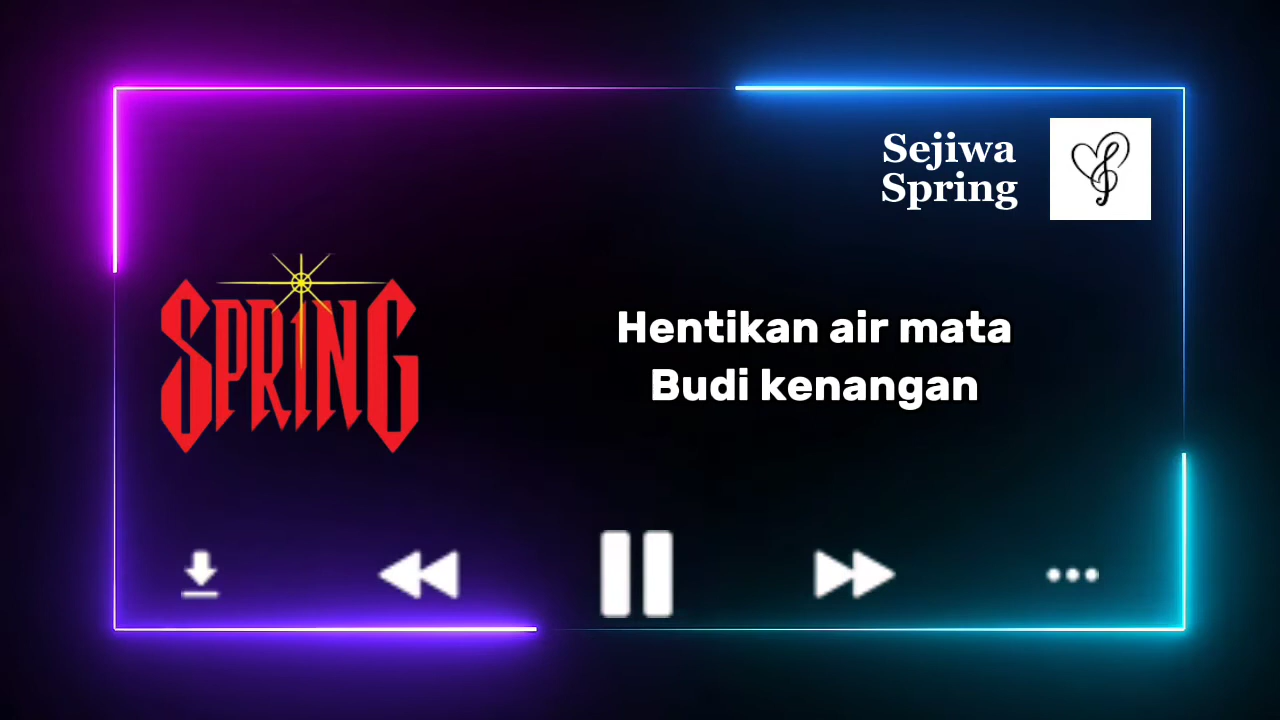 Sejiwa
Spring
SPRING
Hentikan air mata
Budi kenangan